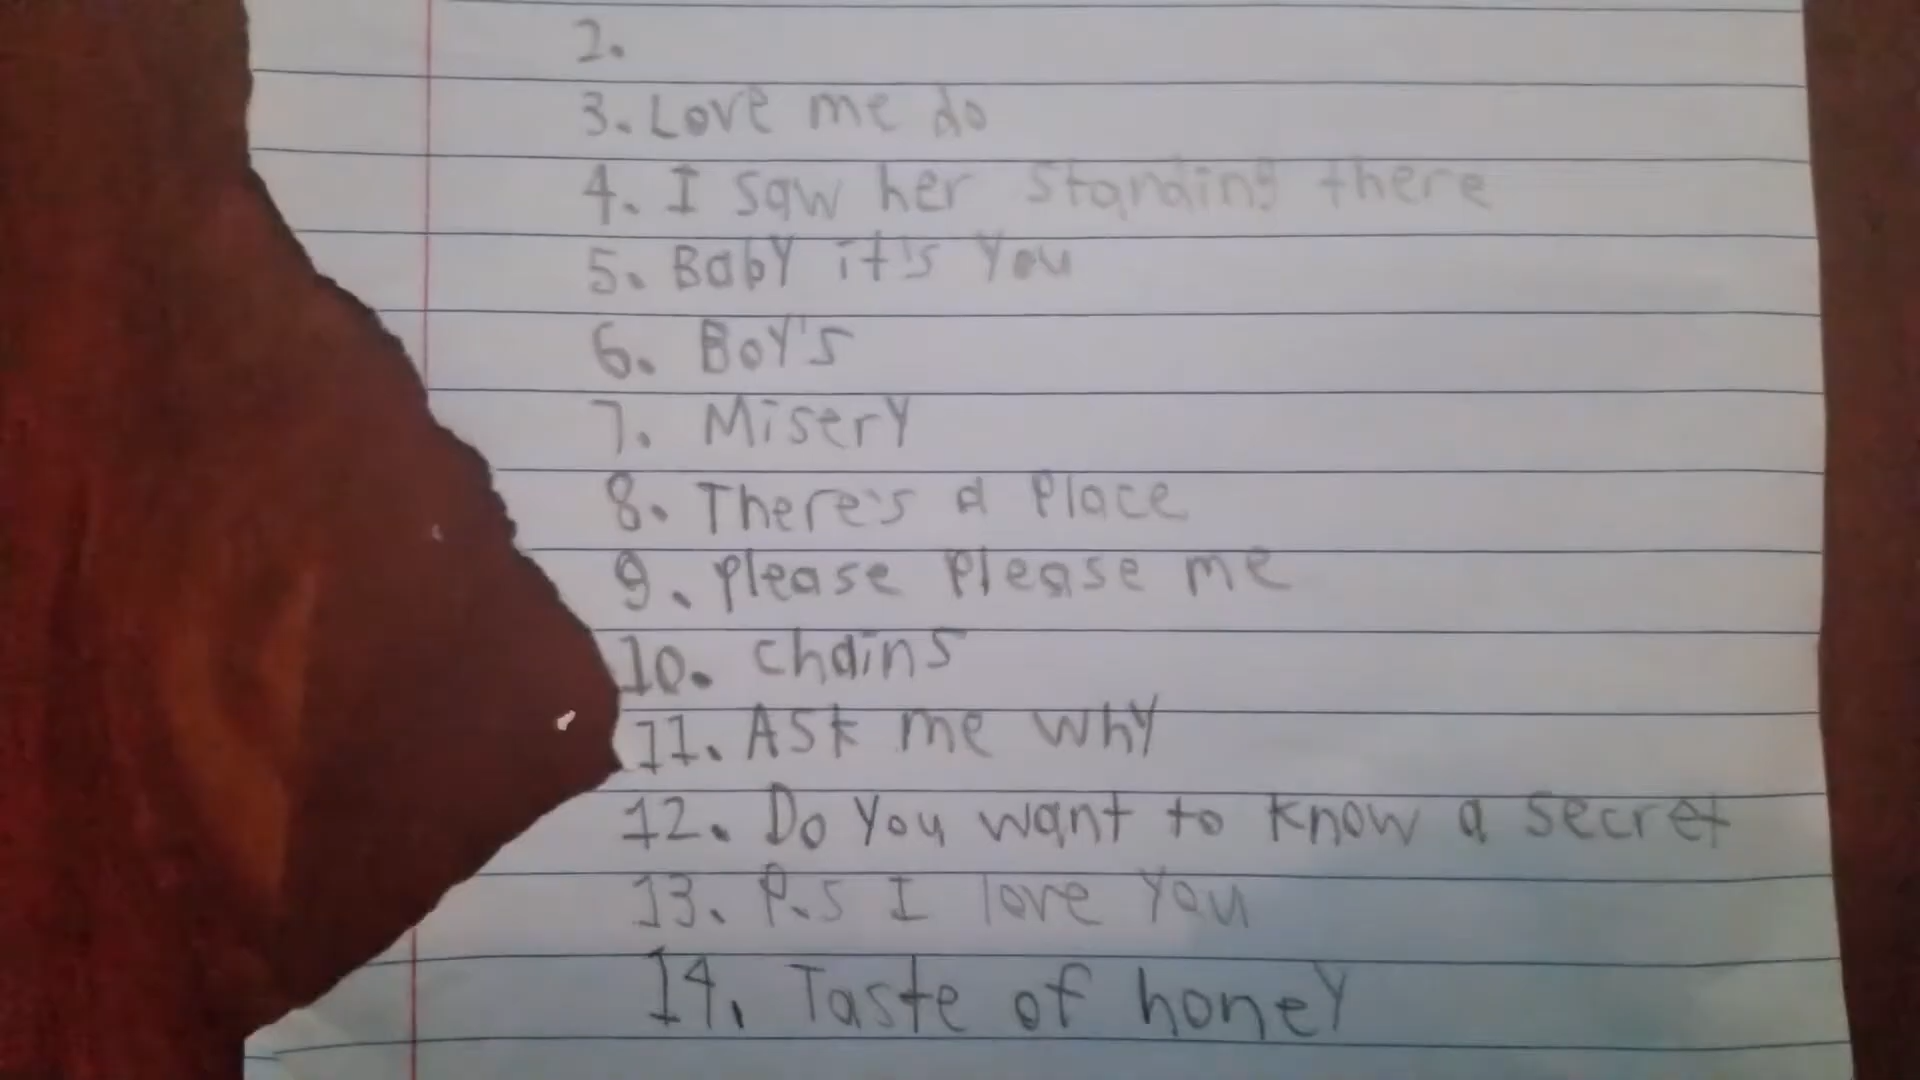 2.
3. Love me do
4. I saw her standing there
5. Baby it's You
6. Boy's
7. Misery
8. There's a Place
9. Please Please me
10. chains
11. Ask me why
12. Do You want to know a secret
13. P.s I love You
14. Taste of honey